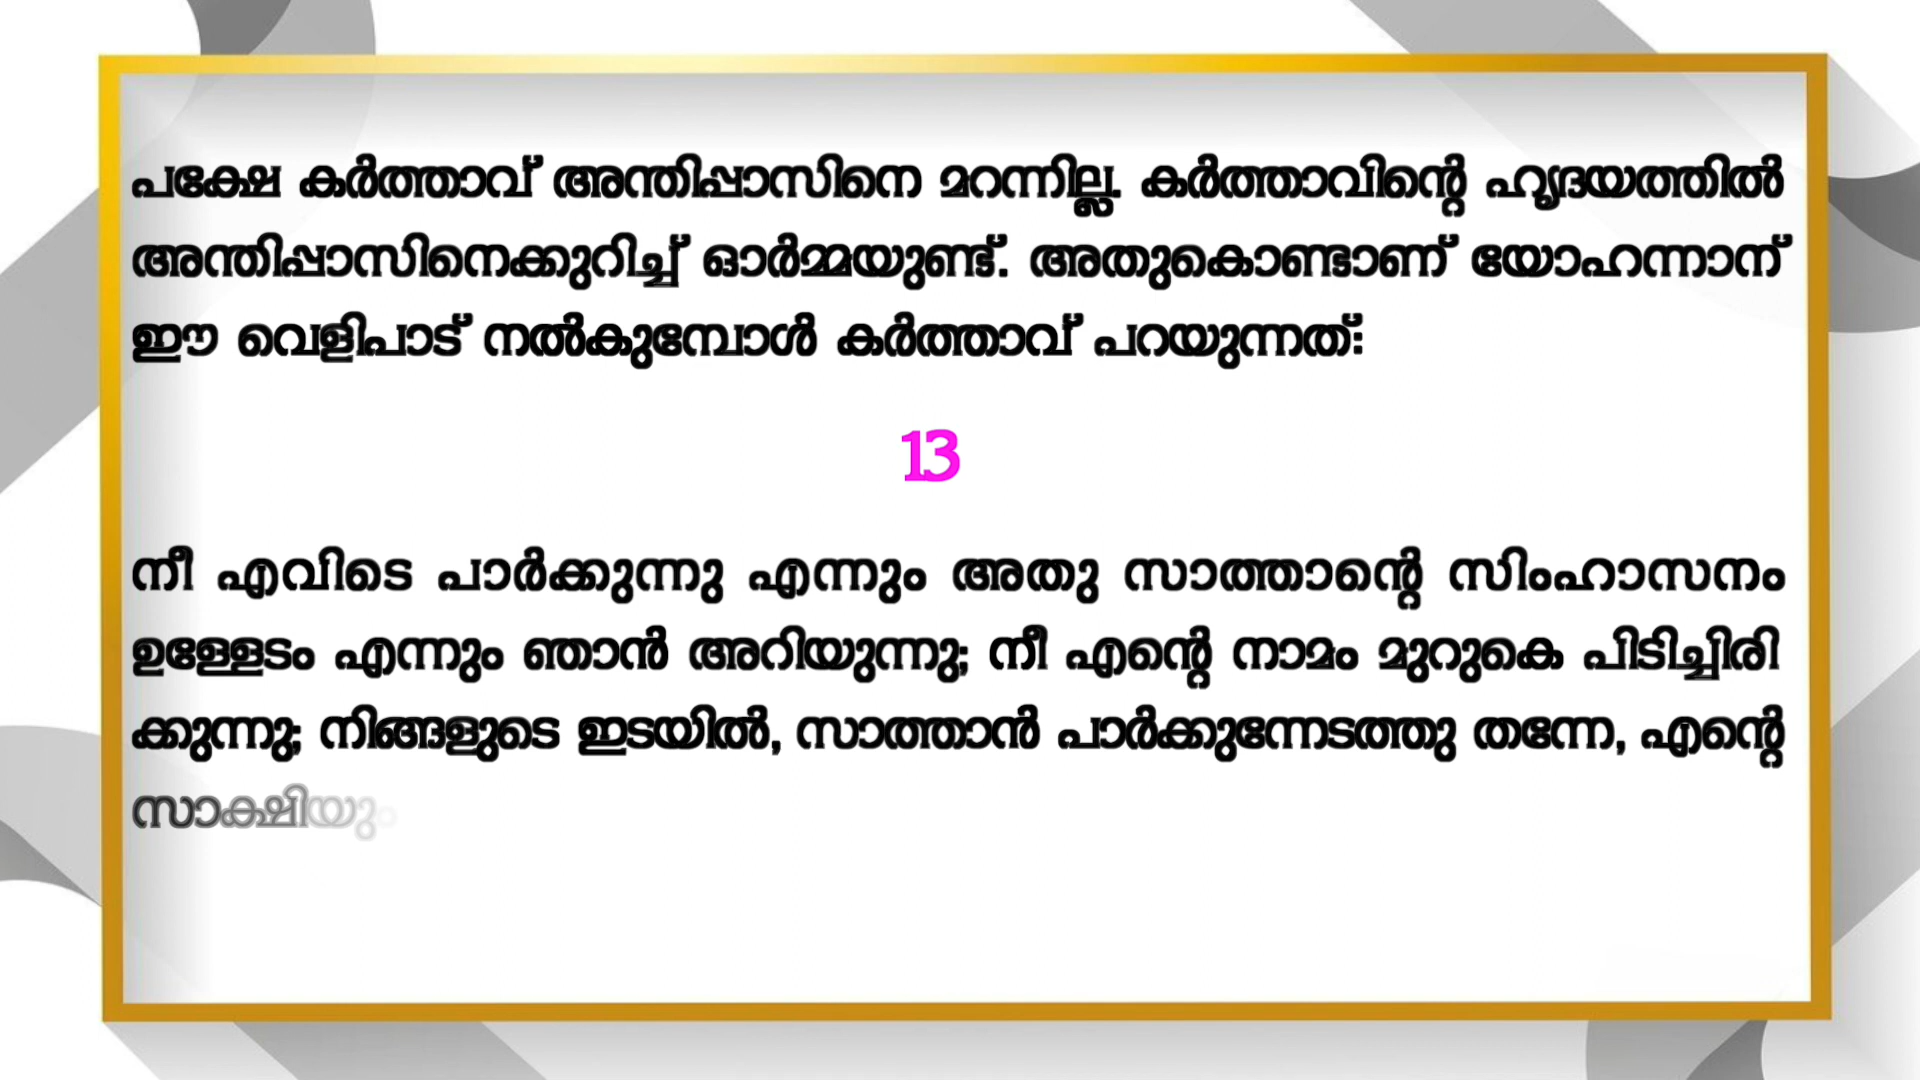 പക്ഷേ കർത്താവ് അന്തിപ്പാസിനെ മറന്നില്ല. കർത്താവിന്റെ ഹൃദയത്തിൽ
അന്തിപ്പാസിനെക്കുറിച്ച് ഓർമ്മയുണ്ട്. അതുകൊണ്ടാണ് യോഹന്നാന്
ഈ വെളിപാട് നൽകുമ്പോൾ കർത്താവ് പറയുന്നത്:
13
നീ എവിടെ പാർക്കുന്നു എന്നും അതു സാത്താന്റെ സിംഹാസനം
ഉള്ളേടം എന്നും ഞാൻ അറിയുന്നു; നീ എന്റെ നാമം മുറുകെ പിടിച്ചിരി
ക്കുന്നു; നിങ്ങളുടെ ഇടയിൽ, സാത്താൻ പാർക്കുന്നേടത്തു തന്നേ, എന്റെ
സാക്ഷിയും